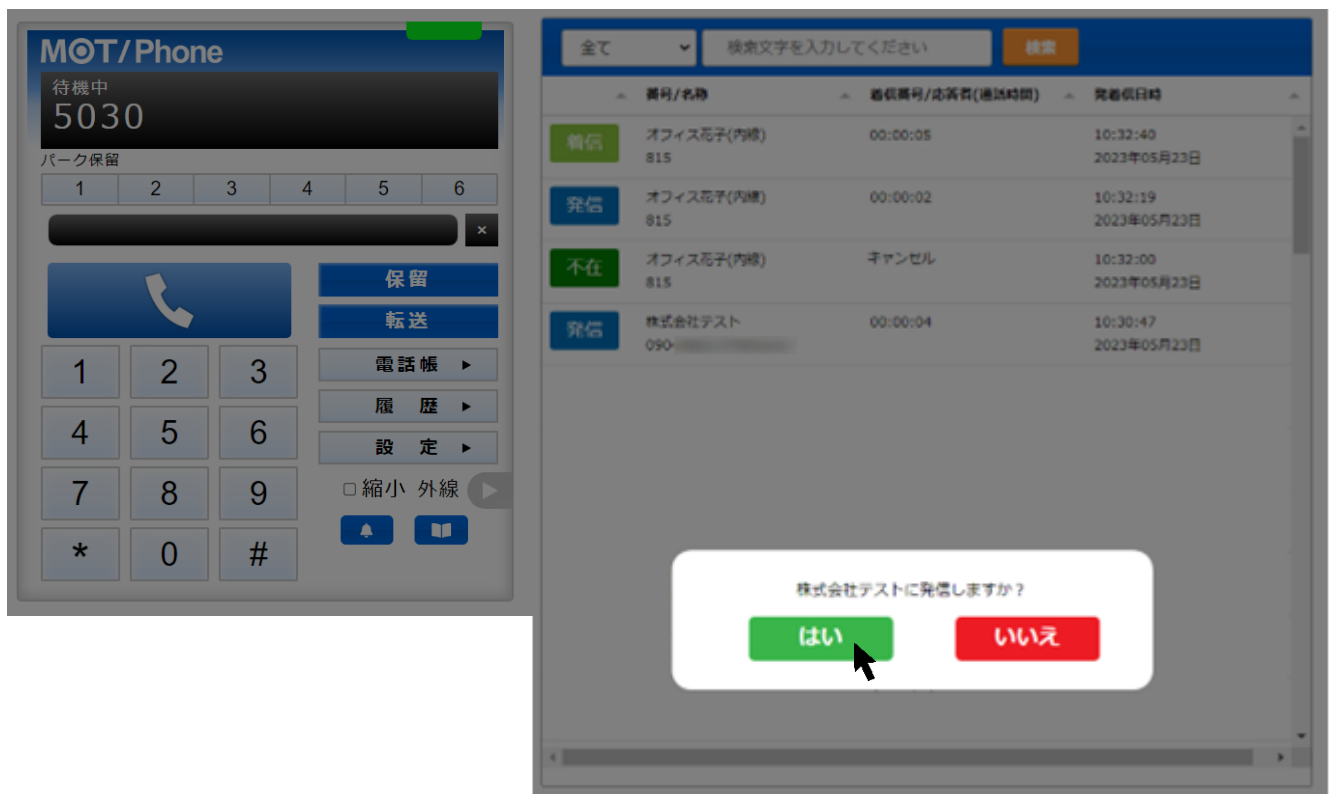 MOT/Phone
待機中
5030
パーク保留
1 2 3 4 5 6
×
保留
転送
1 2 3
電話帳
履 歴
4 5 6
設 定
7 8 9
縮小 外線
* 0 #
全て 検索文字を入力してください 検索
番号/名称 着信番号/応答者(通話時間) 発着信日時
着信 オフィス花子(内線) 00:00:05 10:32:40
815 2023年05月23日
発信 オフィス花子(内線) 00:00:02 10:32:19
815 2023年05月23日
不在 オフィス花子(内線) キャンセル 10:32:00
815 2023年05月23日
発信 株式会社テスト 00:00:04 10:30:47
090- 2023年05月23日
株式会社テストに発信しますか?
はい いいえ